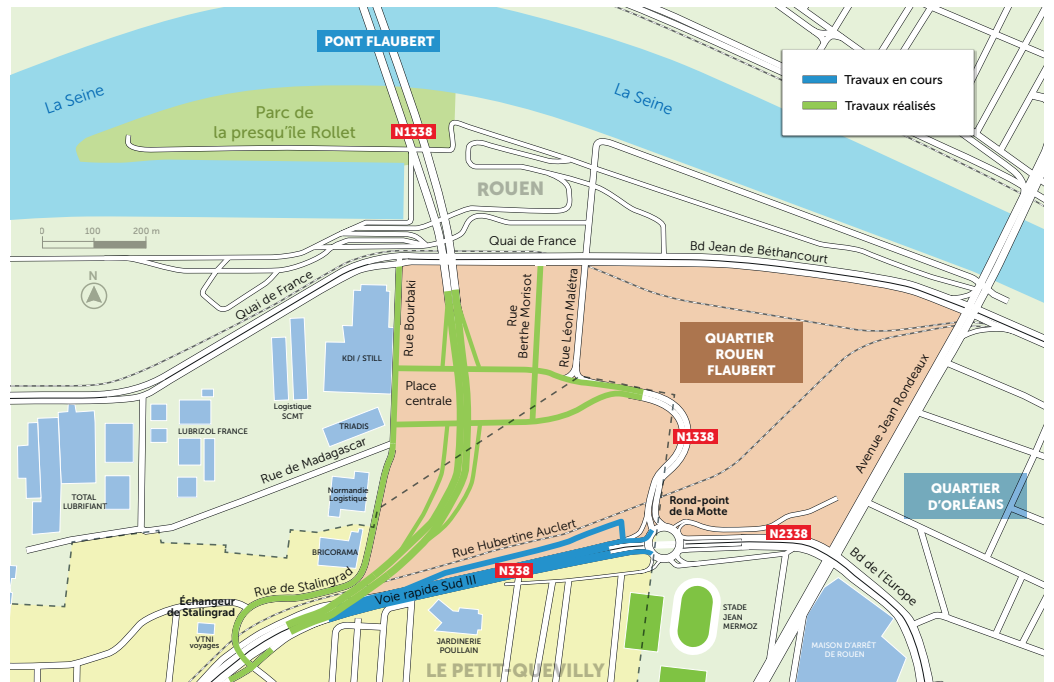 PONT FLAUBERT
Travaux en cours
Travaux réalisés
La Seine
La Seine
Parc de
la presqu'île Rollet
N1338
ROUEN
0 100 200 m
N
Quai de France
Bd Jean de Béthancourt
Quai de France
Rue Bourbaki
Rue
Berthe Morisot
Rue Léon Malétra
QUARTIER
ROUEN
FLAUBERT
KDI / STILL
Place
centrale
Avenue Jean Rondeaux
Logistique
SCMT
TRIADIS
LUBRIZOL FRANCE
N1338
Rue de Madagascar
TOTAL
LUBRIFIANT
Normandie
Logistique
Rond-point
de la Motte
QUARTIER
D'ORLÉANS
Rue Hubertine Auclert
N2338
BRICORAMA
N338
Bd de l'Europe
Rue de Stalingrad
Voie rapide Sud III
Échangeur
de Stalingrad
VTNI
voyages
JARDINERIE
POULLAIN
STADE
JEAN
MERMOZ
MAISON D'ARRÊT
DE ROUEN
LE PETIT-QUEVILLY